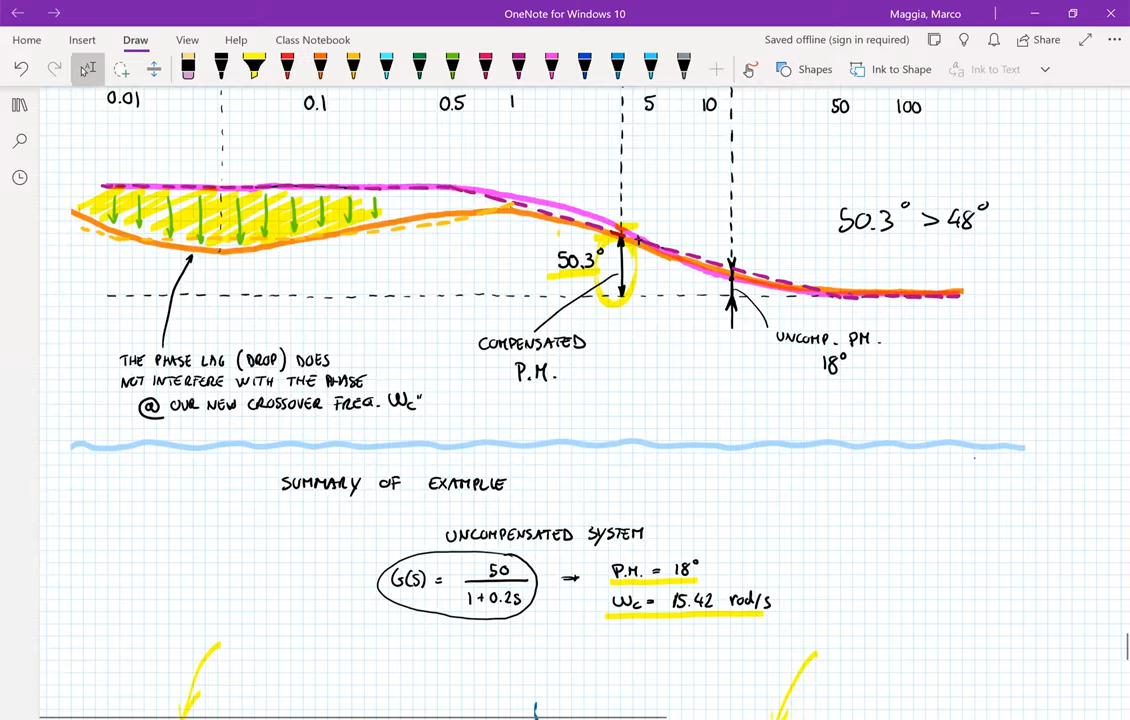 OneNote for Windows 10
Maggia, Marco
Home Insert Draw View Help Class Notebook
Saved offline (sign in required)
Share
Shapes
Ink to Shape
Ink to Text
0.01 0.1 0.5 1 5 10 50 100
50.3° > 48°
50.3°
COMPENSATED
P.M.
UNCOMP. PM.
18°
THE PHASE LAG (DROP) DOES
NOT INTERFERE WITH THE PHASE
@ OUR NEW CROSSOVER FREQ. ωc"
SUMMARY OF EXAMPLE
UNCOMPENSATED SYSTEM
G(S) = 50 / 1+0.2S → P.M. = 18°
ωc = 15.42 rad/s